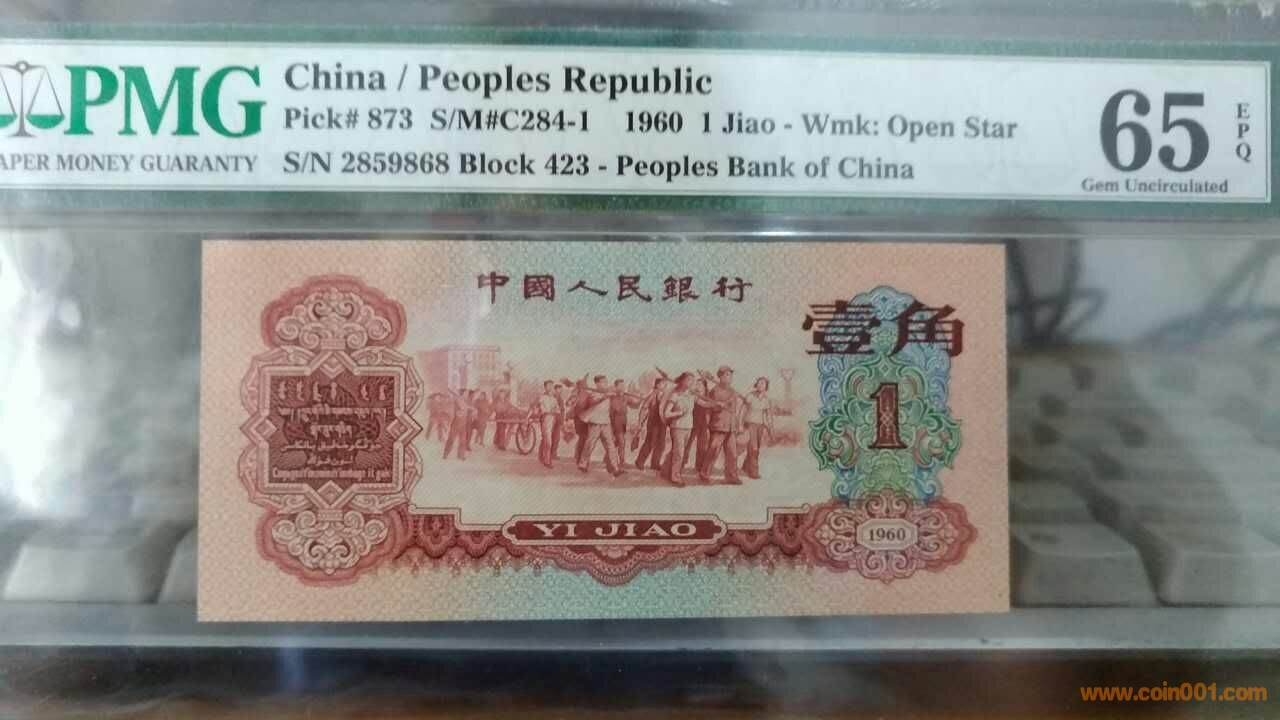 PMG
APER MONEY GUARANTY
China / Peoples Republic
Pick# 873 S/M#C284-1 1960 1 Jiao - Wmk: Open Star
S/N 2859868 Block 423 - Peoples Bank of China
65
EPQ
Gem Uncirculated
中國人民銀行
壹角
1
YI JIAO
1960
www.coin001.com